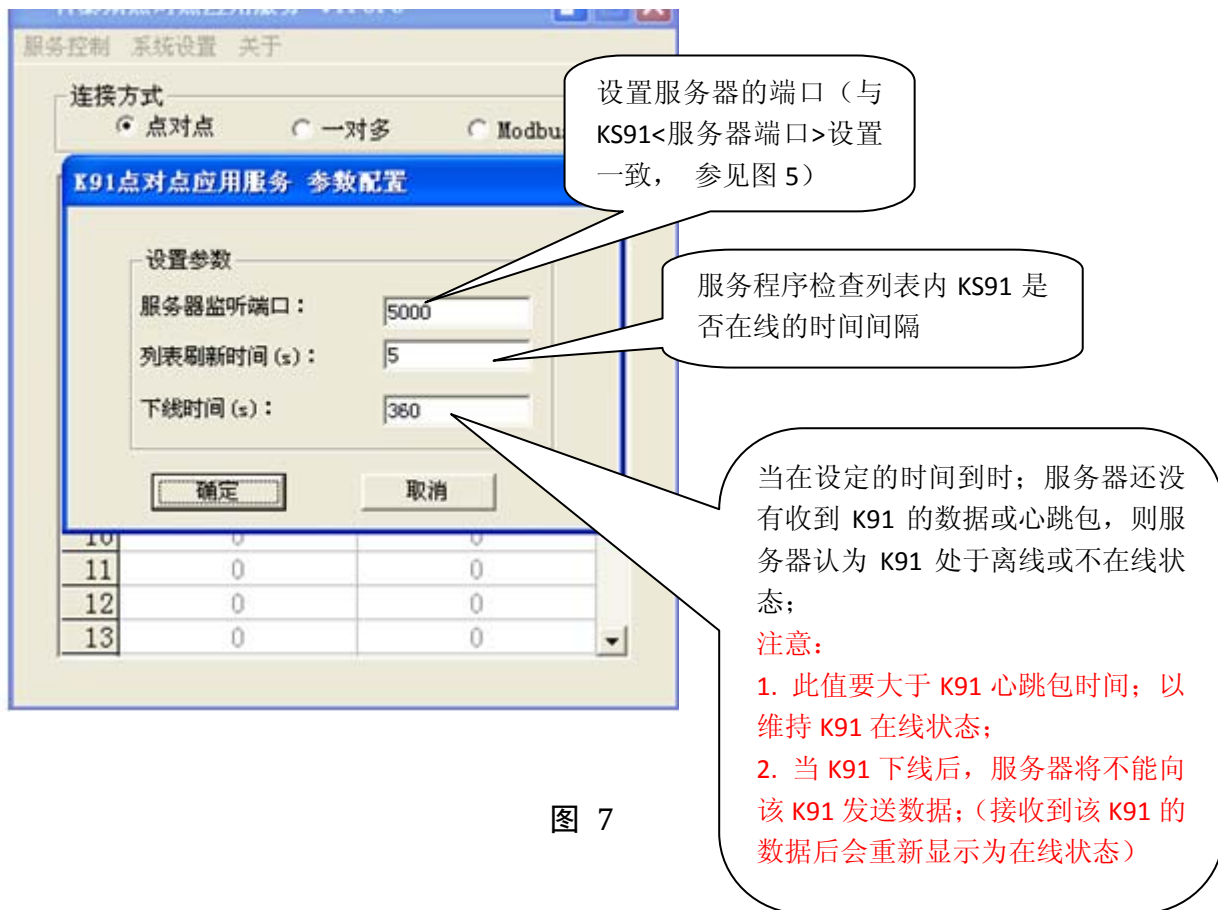 服务控制 系统设置 关于
连接方式
点对点 一对多 Modbus
K91点对点应用服务 参数配置
设置参数
服务器监听端口： 5000
列表刷新时间(s)： 5
下线时间(s)： 360
确定 取消
10 0 0
11 0 0
12 0 0
13 0 0
设置服务器的端口（与
KS91<服务器端口>设置
一致， 参见图 5）
服务程序检查列表内 KS91 是
否在线的时间间隔
当在设定的时间到时；服务器还没
有收到 K91 的数据或心跳包，则服
务器认为 K91 处于离线或不在线状
态；
注意：
1. 此值要大于 K91 心跳包时间；以
维持 K91 在线状态；
2. 当 K91 下线后，服务器将不能向
该 K91 发送数据；（接收到该 K91 的
数据后会重新显示为在线状态）
图 7